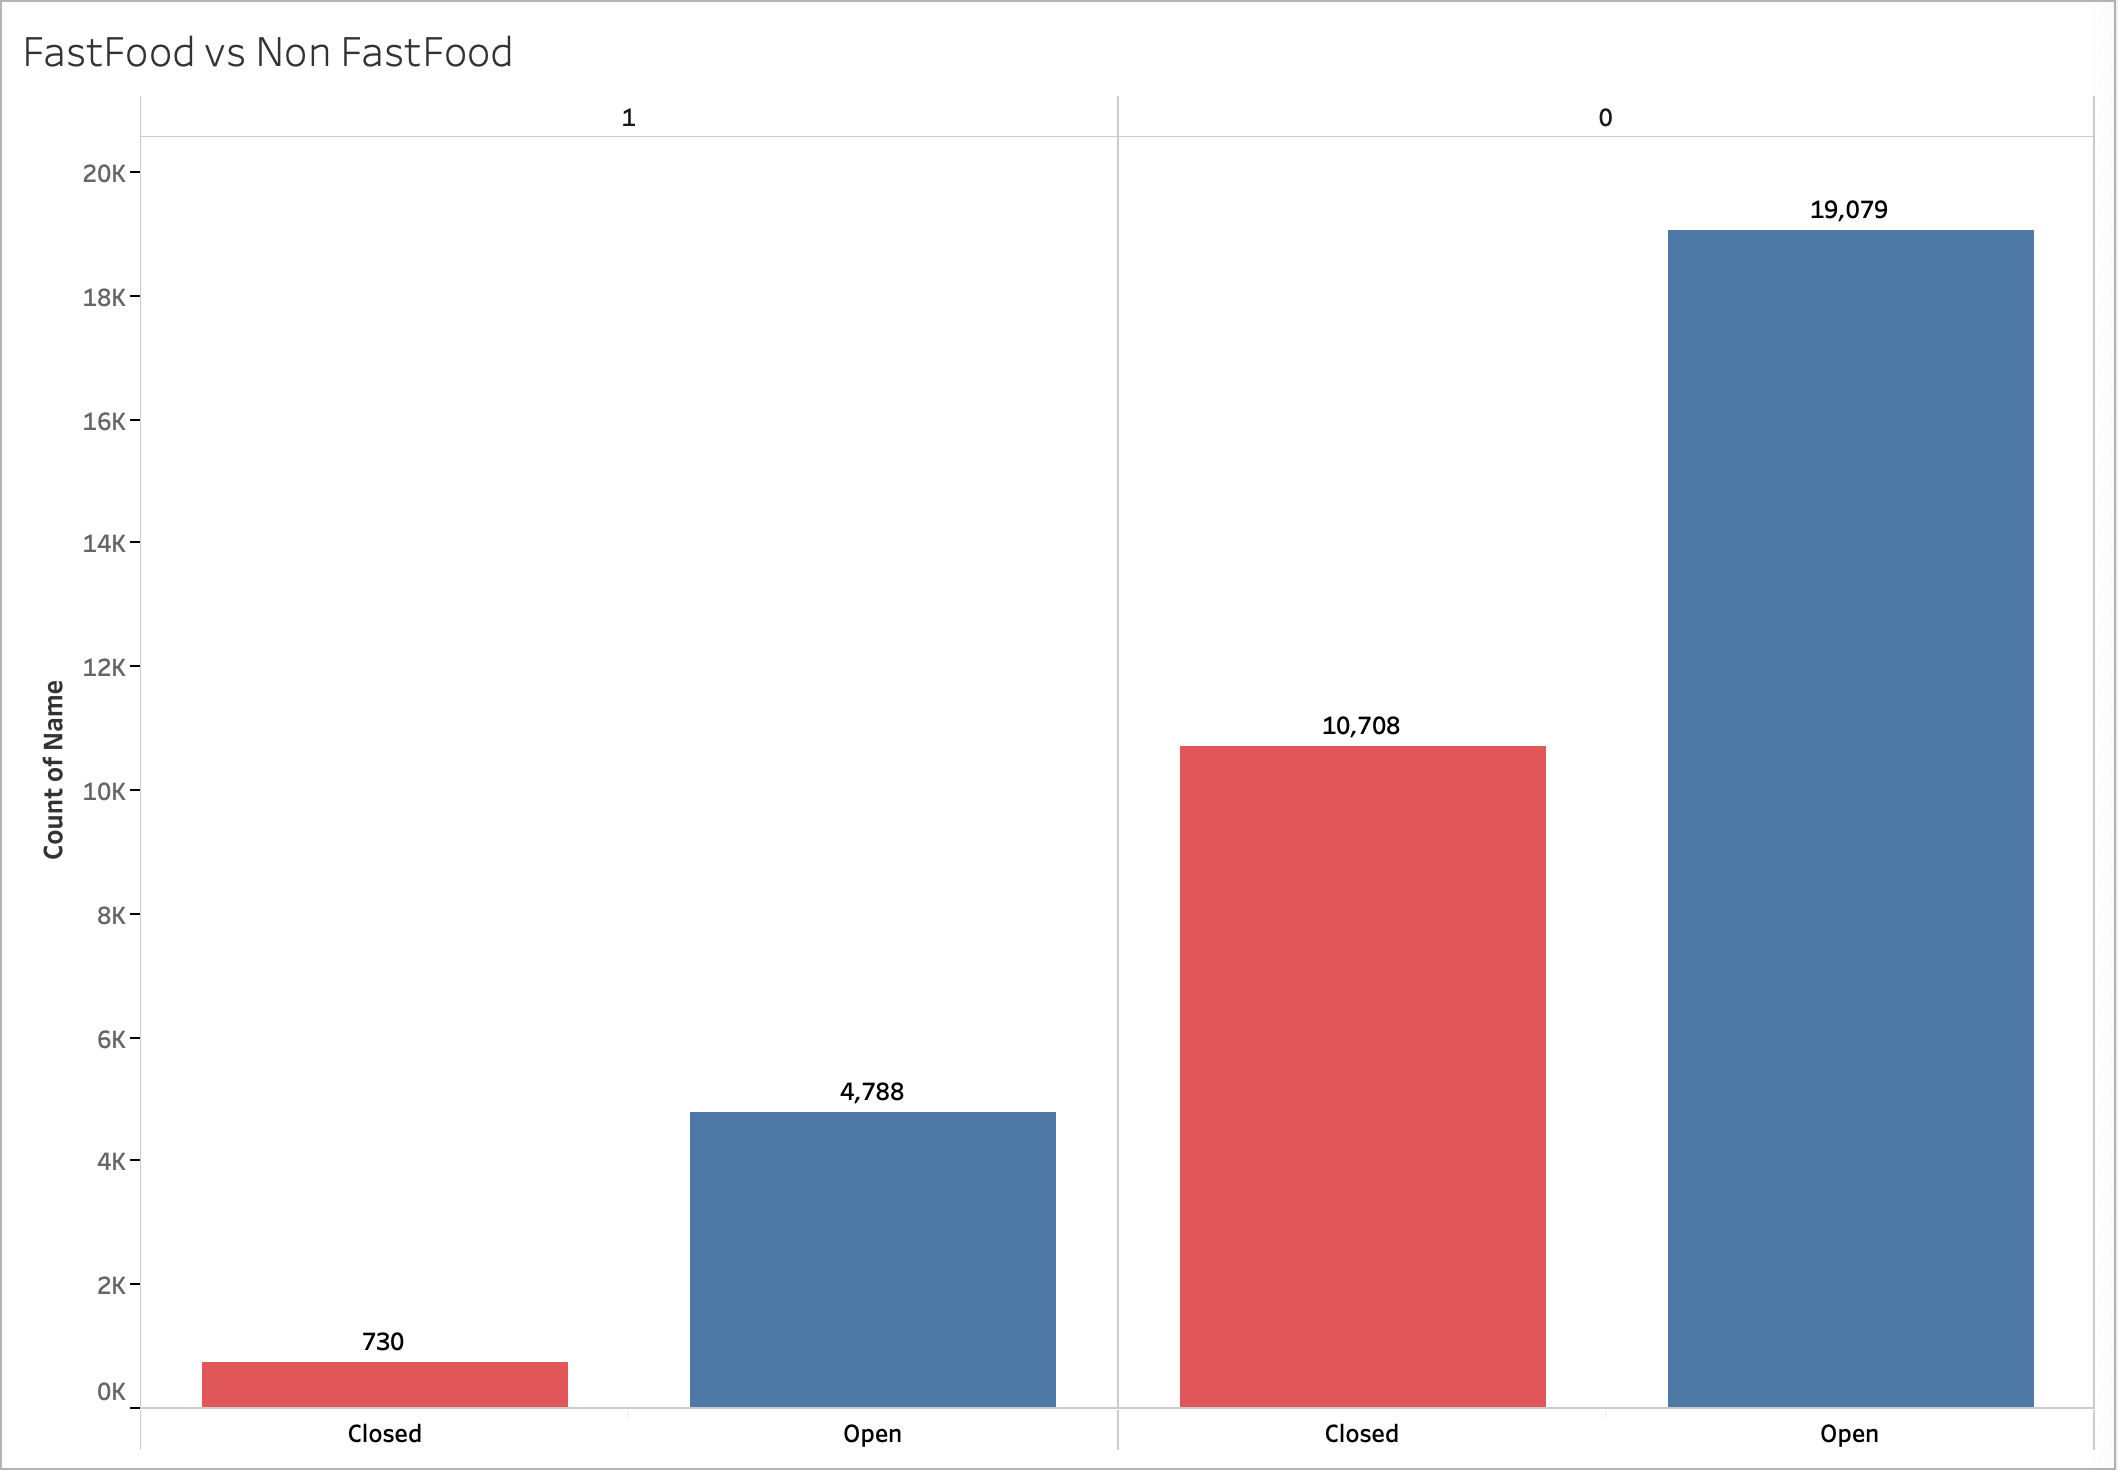 FastFood vs Non FastFood
1
0
20K
18K
16K
14K
12K
10K
8K
6K
4K
2K
0K
Count of Name
730
4,788
10,708
19,079
Closed
Open
Closed
Open